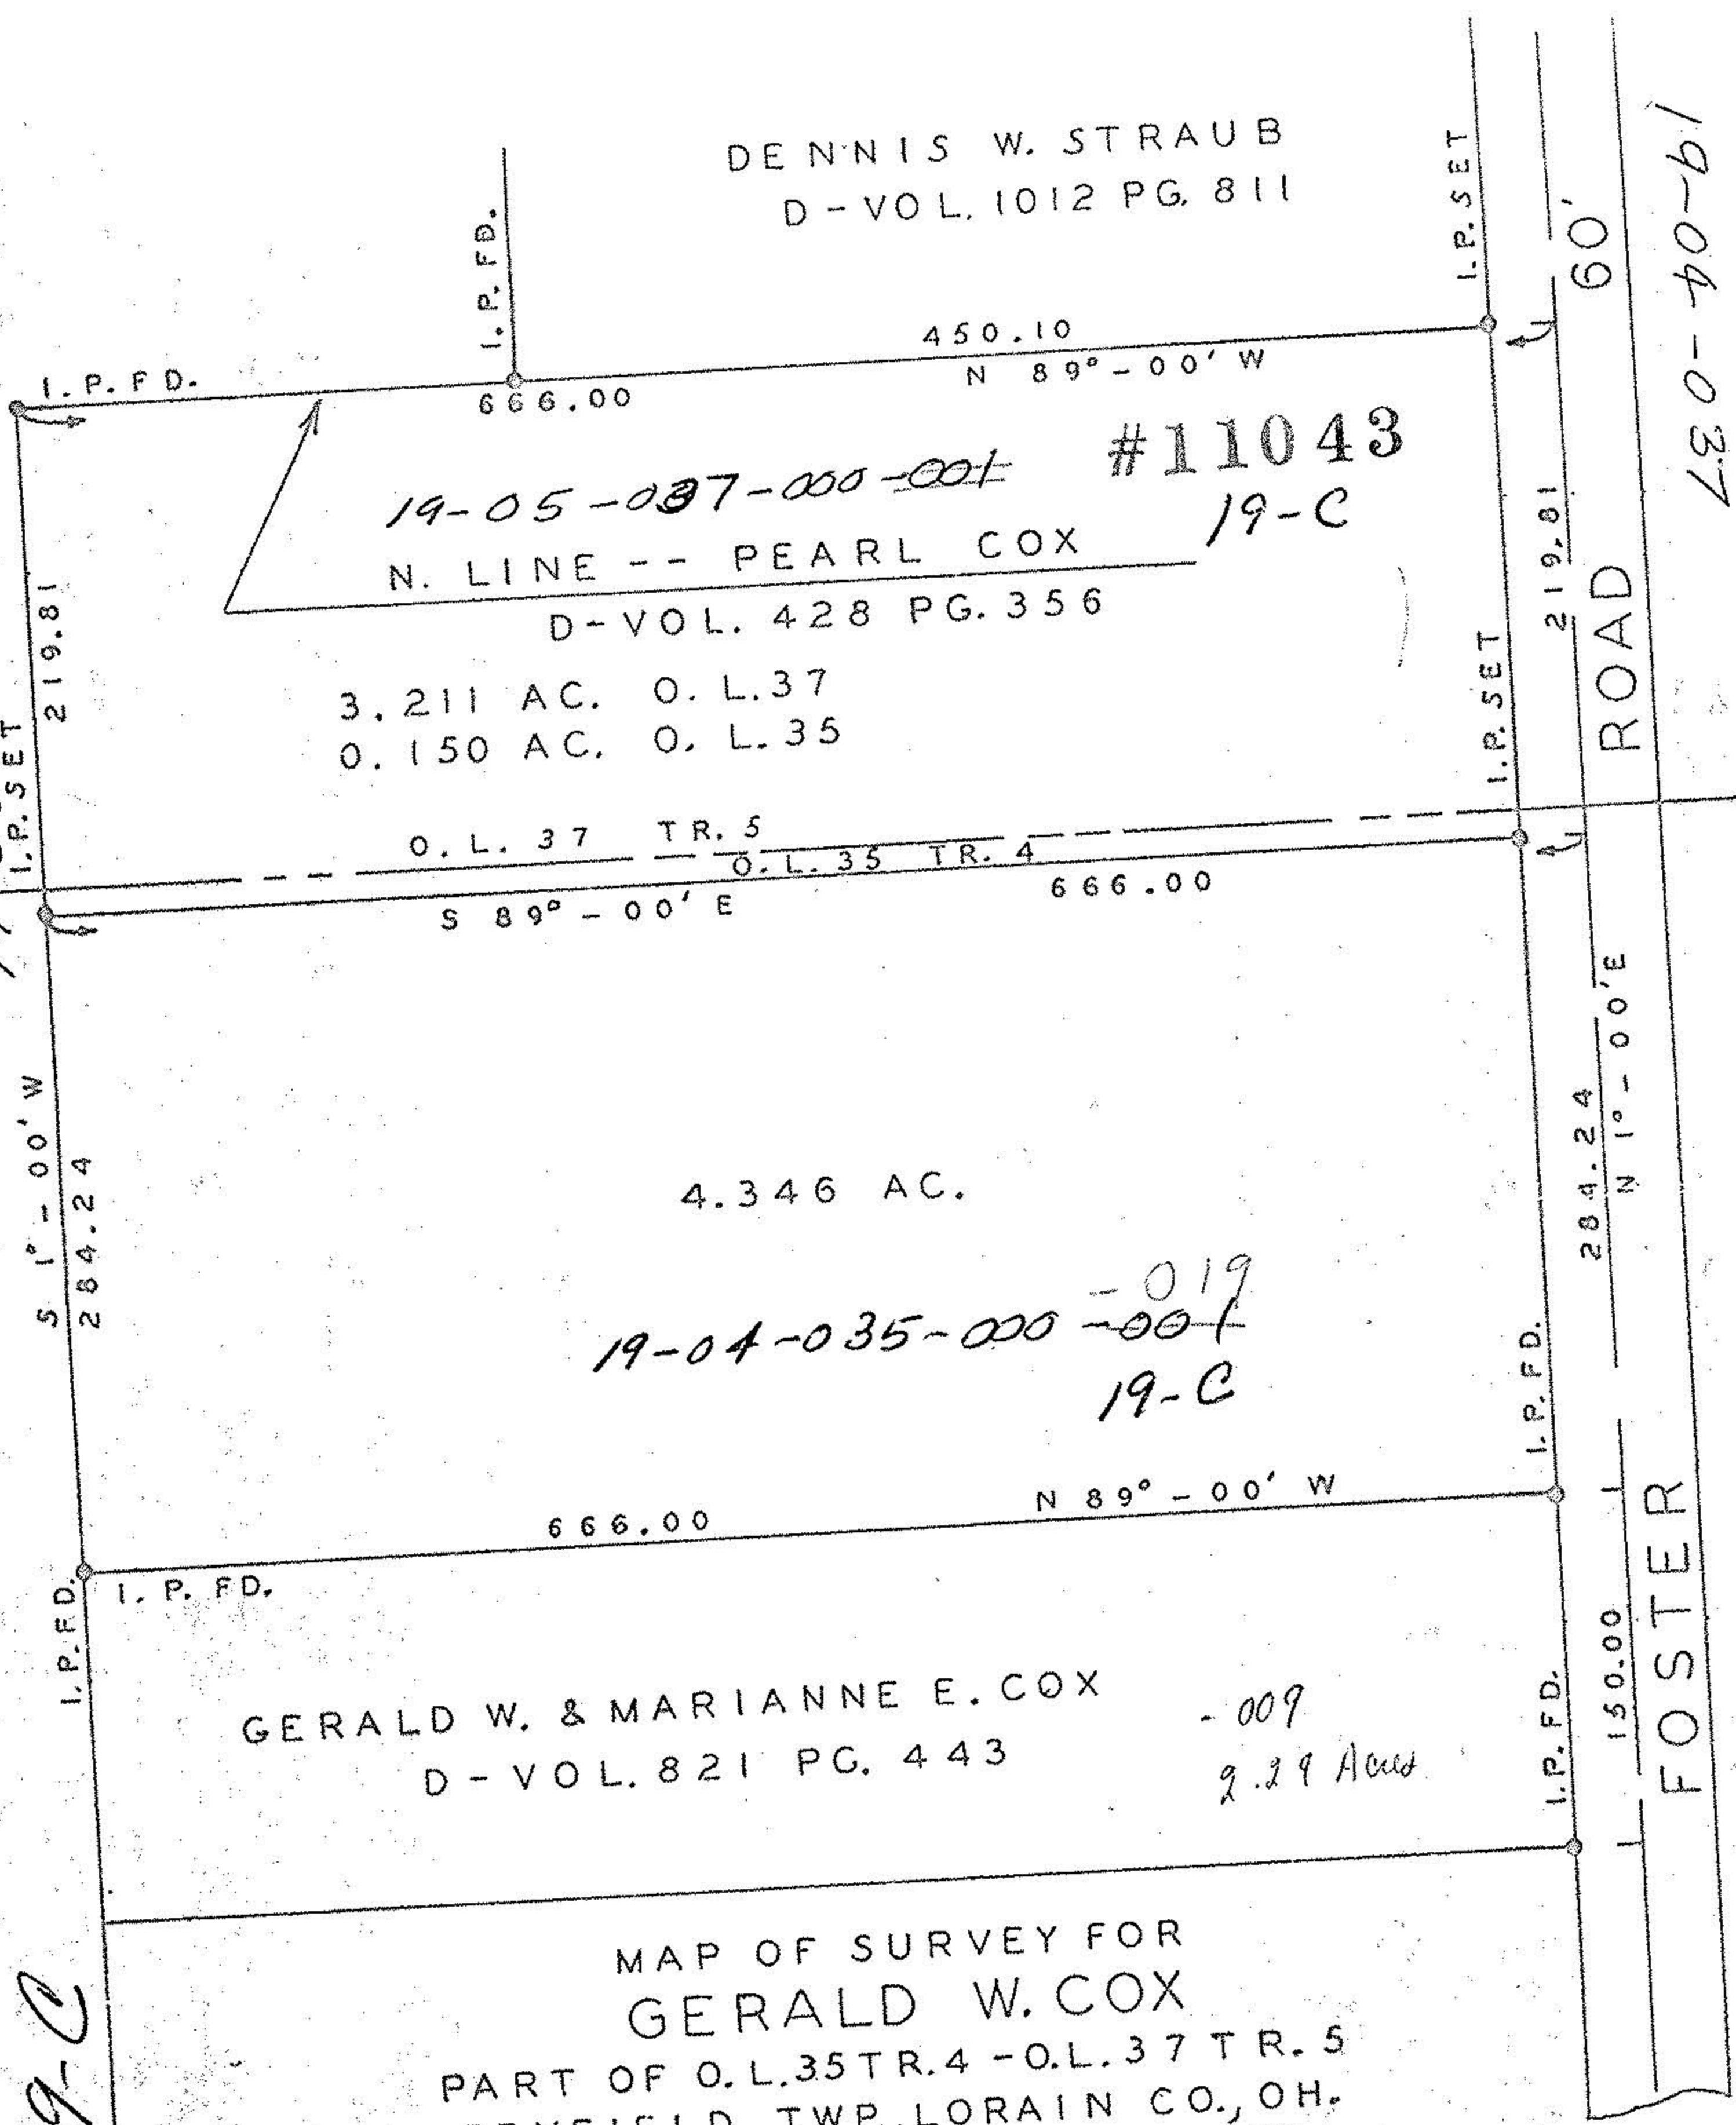 19-04-037
DENNIS W. STRAUB
D-VOL. 1012 PG. 811
I.P. FD.
I.P. SET
60'
I.P. FD.
450.10
N 89°-00' W
666.00
#11043
19-05-037-000-001
19-C
N. LINE -- PEARL COX
D-VOL. 428 PG. 356
219.81
219.81
3.211 AC. O.L.37
0.150 AC. O.L.35
I.P. SET
I.P. SET
ROAD
O.L. 37 TR. 5
O.L. 35 TR. 4
S 89°-00' E
666.00
S 1°-00' W
284.24
284.24
N 1°-00' E
4.346 AC.
-019
19-04-035-000-001
19-C
I.P. FD.
666.00
N 89°-00' W
I.P. FD.
I.P. FD.
GERALD W. & MARIANNE E. COX
D-VOL. 821 PG. 443
-009
2.29 Acres
I.P. FD.
150.00
FOSTER
MAP OF SURVEY FOR
GERALD W. COX
PART OF O.L.35 TR.4 - O.L.37 TR.5
TWP. LORAIN CO., OH.
9-C